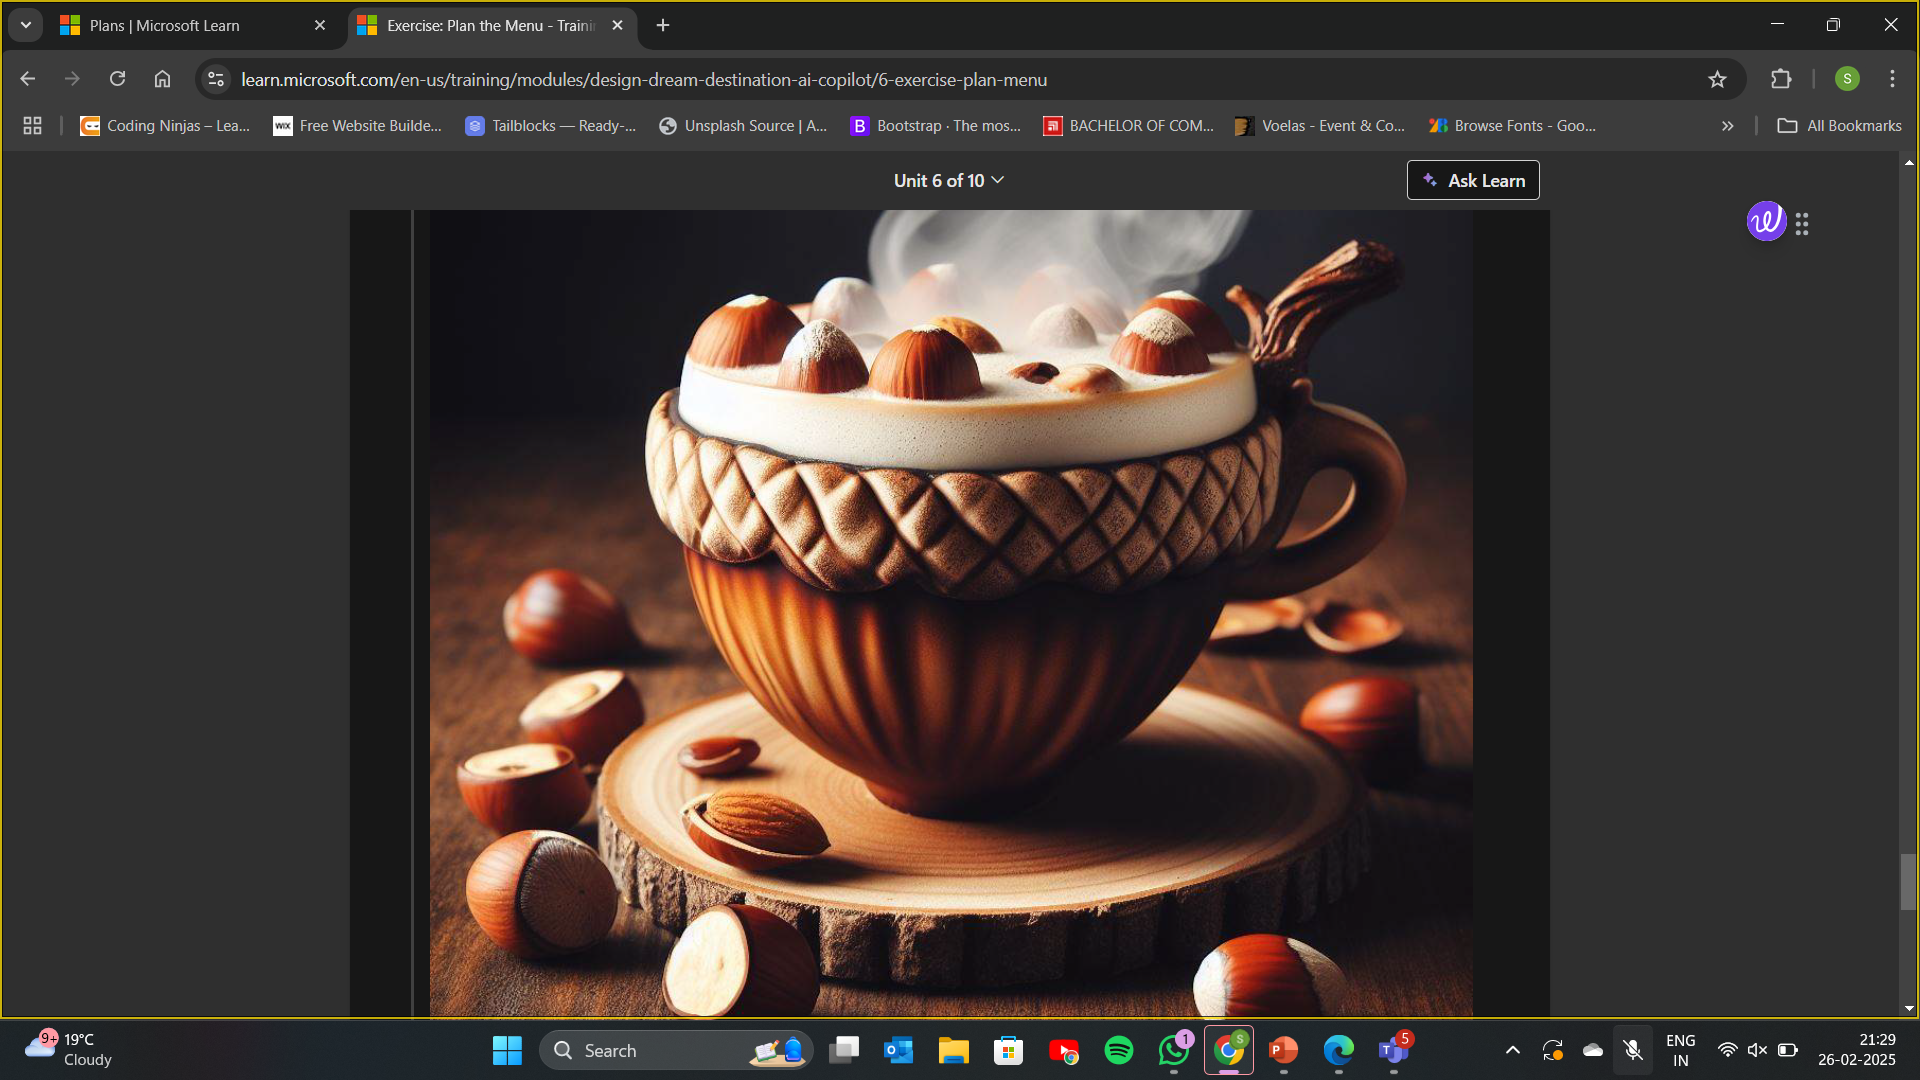 Plans | Microsoft Learn
Exercise: Plan the Menu - Traini
learn.microsoft.com/en-us/training/modules/design-dream-destination-ai-copilot/6-exercise-plan-menu
S
Coding Ninjas – Lea...
WiX
Free Website Builde...
Tailblocks — Ready-...
Unsplash Source | A...
B
Bootstrap · The mos...
BACHELOR OF COM...
Voelas - Event & Co...
Browse Fonts - Goo...
All Bookmarks
Unit 6 of 10
Ask Learn
9+
19°C
Cloudy
Search
1
S
5
ENG
IN
21:29
26-02-2025